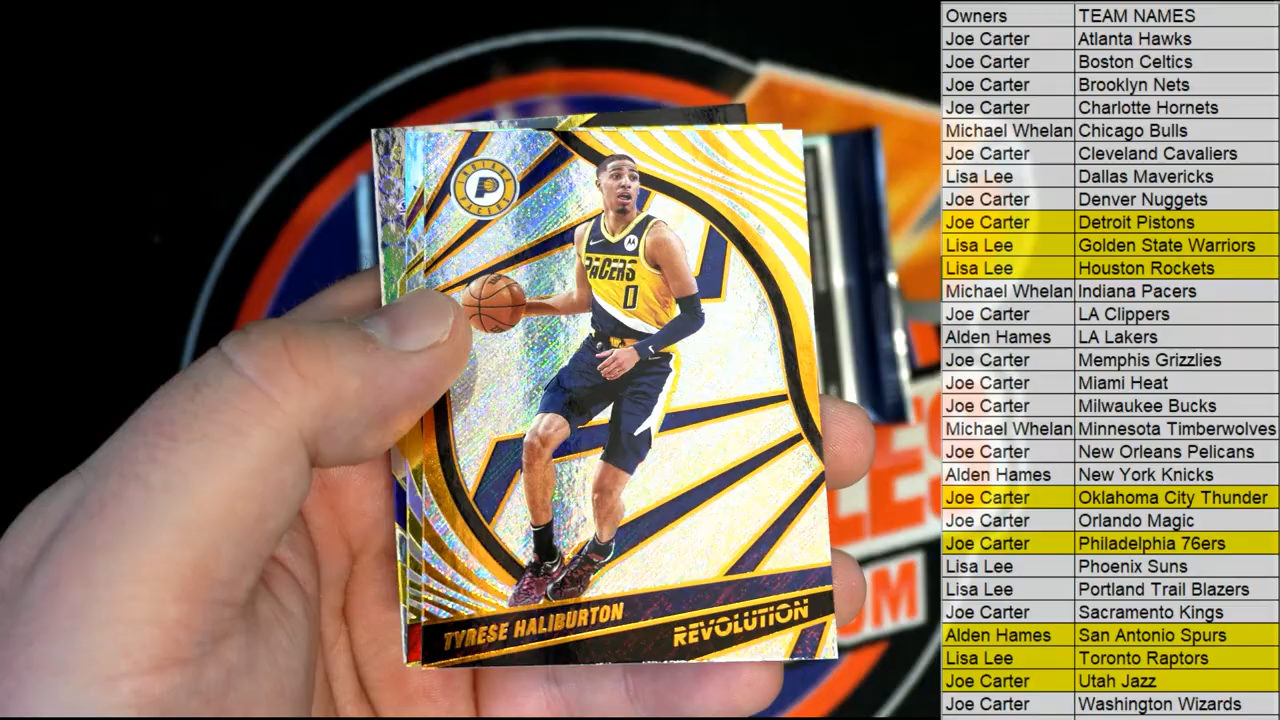 INDIANA
PACERS
PACERS
0
TYRESE HALIBURTON
REVOLUTION
LES
OM
Owners TEAM NAMES
Joe Carter Atlanta Hawks
Joe Carter Boston Celtics
Joe Carter Brooklyn Nets
Joe Carter Charlotte Hornets
Michael Whelan Chicago Bulls
Joe Carter Cleveland Cavaliers
Lisa Lee Dallas Mavericks
Joe Carter Denver Nuggets
Joe Carter Detroit Pistons
Lisa Lee Golden State Warriors
Lisa Lee Houston Rockets
Michael Whelan Indiana Pacers
Joe Carter LA Clippers
Alden Hames LA Lakers
Joe Carter Memphis Grizzlies
Joe Carter Miami Heat
Joe Carter Milwaukee Bucks
Michael Whelan Minnesota Timberwolves
Joe Carter New Orleans Pelicans
Alden Hames New York Knicks
Joe Carter Oklahoma City Thunder
Joe Carter Orlando Magic
Joe Carter Philadelphia 76ers
Lisa Lee Phoenix Suns
Lisa Lee Portland Trail Blazers
Joe Carter Sacramento Kings
Alden Hames San Antonio Spurs
Lisa Lee Toronto Raptors
Joe Carter Utah Jazz
Joe Carter Washington Wizards